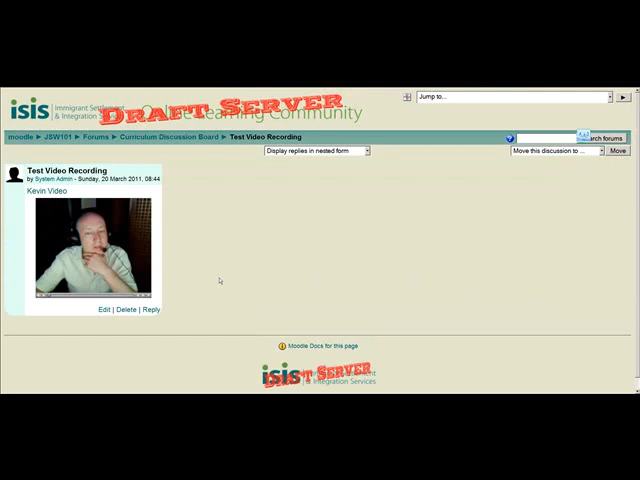 isis Immigrant Settlement & Integration Services
DRAFT SERVER
Online Learning Community
Jump to...
moodle ► JSW101 ► Forums ► Curriculum Discussion Board ► Test Video Recording
search forums
Display replies in nested form
Move this discussion to ...
Move
Test Video Recording
by System Admin - Sunday, 20 March 2011, 08:44
Kevin Video
Edit | Delete | Reply
Moodle Docs for this page
isis
DRAFT SERVER
& Integration Services